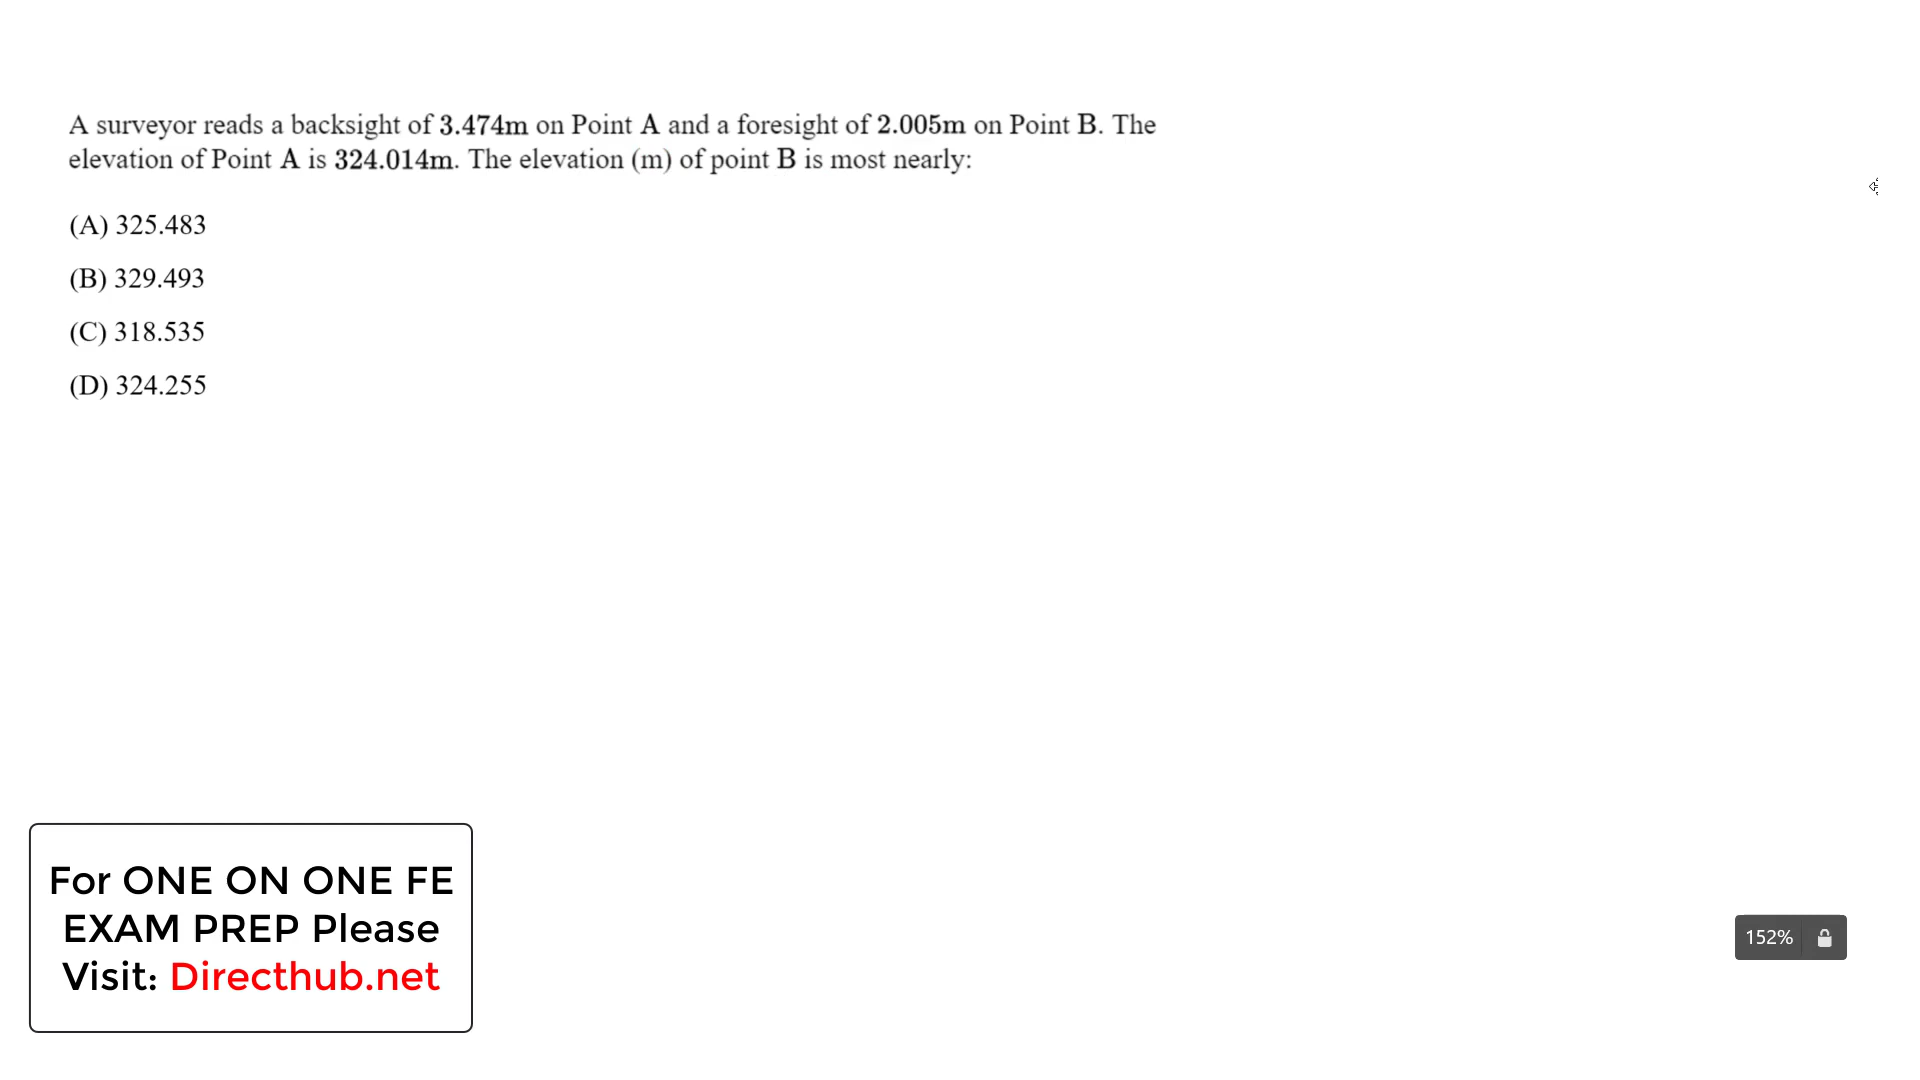 A surveyor reads a backsight of 3.474m on Point A and a foresight of 2.005m on Point B. The
elevation of Point A is 324.014m. The elevation (m) of point B is most nearly:
(A) 325.483
(B) 329.493
(C) 318.535
(D) 324.255
For ONE ON ONE FE
EXAM PREP Please
Visit: Directhub.net
152%